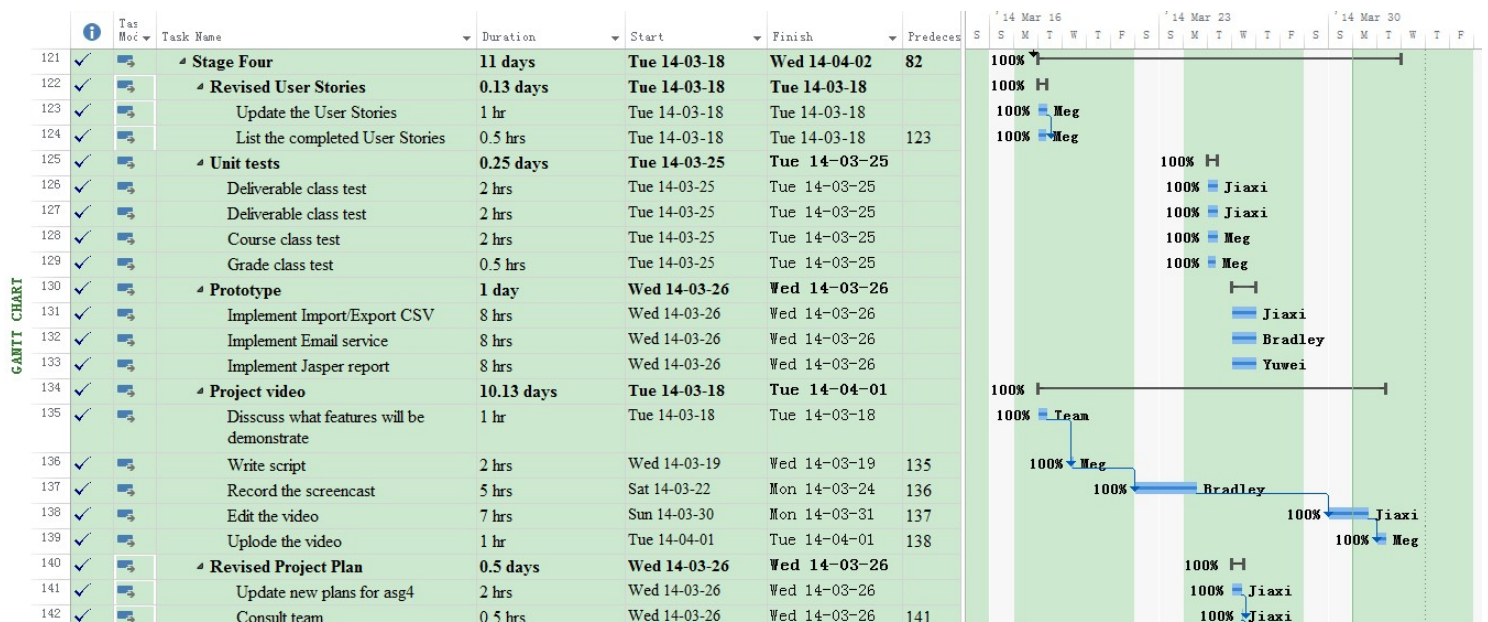 '14 Mar 16 '14 Mar 23 '14 Mar 30
Tas
Mod Task Name Duration Start Finish Predeces S S M T W T F S S M T W T F S S M T W T F
121 Stage Four 11 days Tue 14-03-18 Wed 14-04-02 82 100%
122 Revised User Stories 0.13 days Tue 14-03-18 Tue 14-03-18 100%
123 Update the User Stories 1 hr Tue 14-03-18 Tue 14-03-18 100% Meg
124 List the completed User Stories 0.5 hrs Tue 14-03-18 Tue 14-03-18 123 100% Meg
125 Unit tests 0.25 days Tue 14-03-25 Tue 14-03-25 100%
126 Deliverable class test 2 hrs Tue 14-03-25 Tue 14-03-25 100% Jiaxi
127 Deliverable class test 2 hrs Tue 14-03-25 Tue 14-03-25 100% Jiaxi
128 Course class test 2 hrs Tue 14-03-25 Tue 14-03-25 100% Meg
129 Grade class test 0.5 hrs Tue 14-03-25 Tue 14-03-25 100% Meg
130 Prototype 1 day Wed 14-03-26 Wed 14-03-26
131 Implement Import/Export CSV 8 hrs Wed 14-03-26 Wed 14-03-26 Jiaxi
132 Implement Email service 8 hrs Wed 14-03-26 Wed 14-03-26 Bradley
133 Implement Jasper report 8 hrs Wed 14-03-26 Wed 14-03-26 Yuwei
134 Project video 10.13 days Tue 14-03-18 Tue 14-04-01 100%
135 Disscuss what features will be 1 hr Tue 14-03-18 Tue 14-03-18 100% Team
demonstrate
136 Write script 2 hrs Wed 14-03-19 Wed 14-03-19 135 100% Meg
137 Record the screencast 5 hrs Sat 14-03-22 Mon 14-03-24 136 100% Bradley
138 Edit the video 7 hrs Sun 14-03-30 Mon 14-03-31 137 100% Jiaxi
139 Uplode the video 1 hr Tue 14-04-01 Tue 14-04-01 138 100% Meg
140 Revised Project Plan 0.5 days Wed 14-03-26 Wed 14-03-26 100%
141 Update new plans for asg4 2 hrs Wed 14-03-26 Wed 14-03-26 100% Jiaxi
142 Consult team 0.5 hrs Wed 14-03-26 Wed 14-03-26 141 100% Jiaxi
GANTT CHART